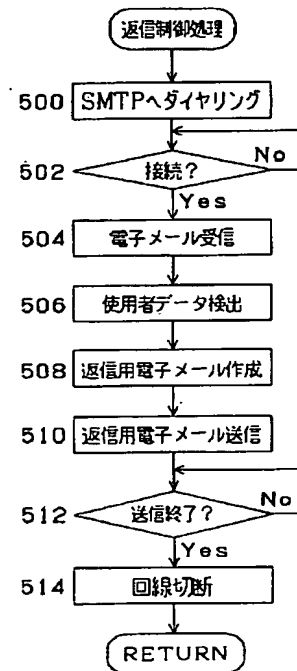 返信制御処理
500 SMTPへダイヤリング
502 接続? No
Yes
504 電子メール受信
506 使用者データ検出
508 返信用電子メール作成
510 返信用電子メール送信
512 送信終了? No
Yes
514 回線切断
RETURN